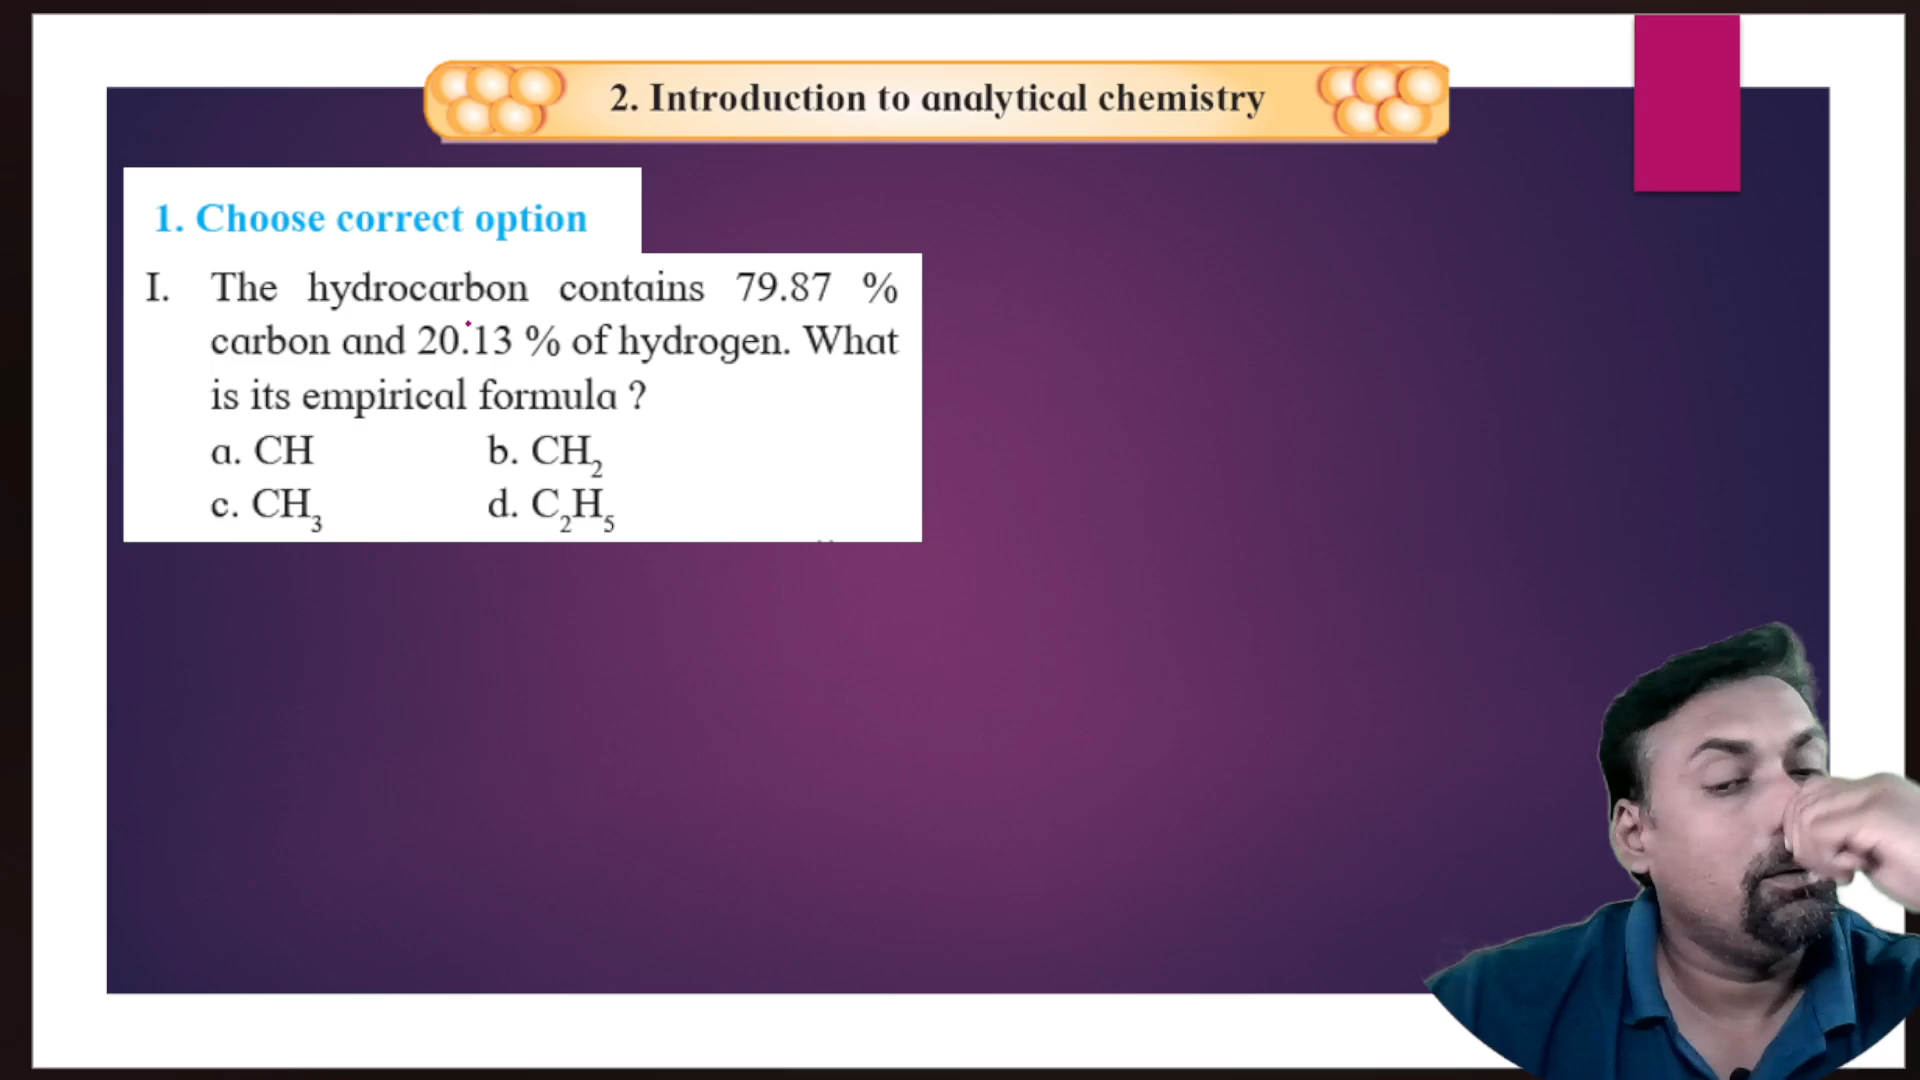 2. Introduction to analytical chemistry
1. Choose correct option
I. The hydrocarbon contains 79.87 %
carbon and 20.13 % of hydrogen. What
is its empirical formula ?
a. CH b. CH₂
c. CH₃ d. C₂H₅